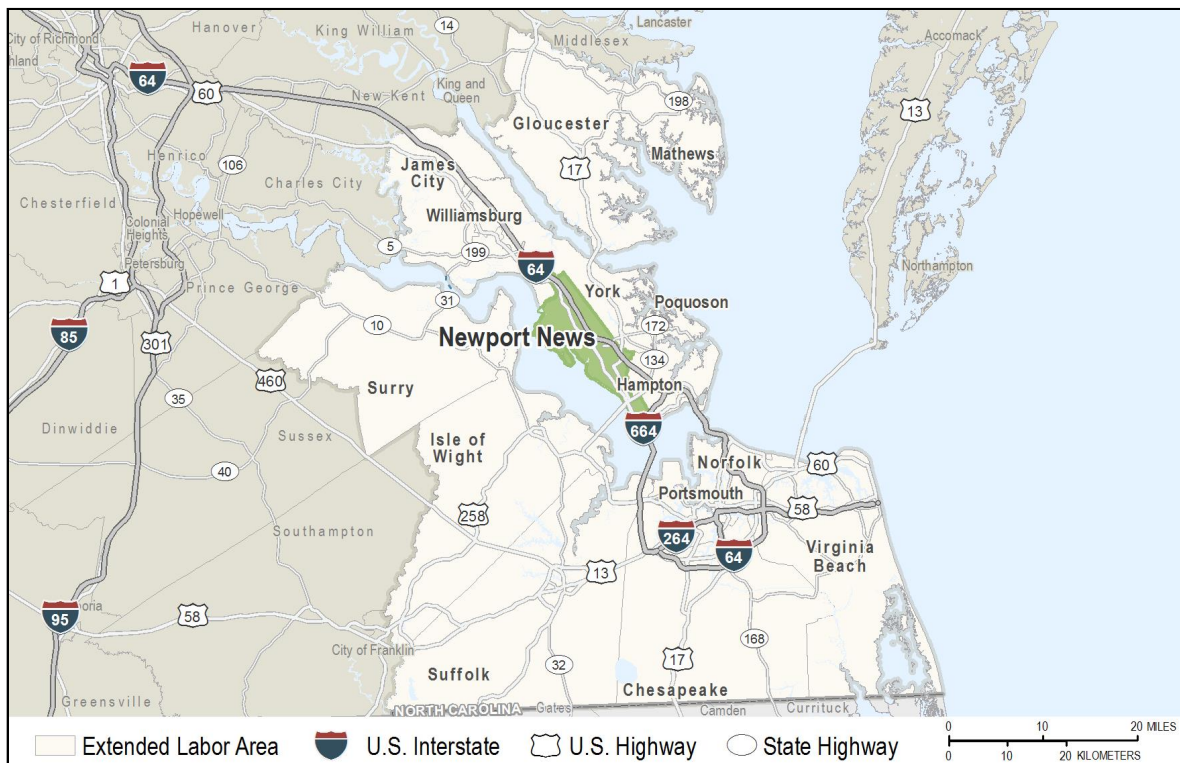 Lancaster
Hanover
King William
14
Middlesex
Accomack
City of Richmond
hland
64
60
New Kent
King and
Queen
198
13
Gloucester
Mathews
17
Henrico
106
James
City
Charles City
Chesterfield
Colonial
Heights
Hopewell
Williamsburg
5
199
Petersburg
64
Northampton
1
Prince George
31
York
Poquoson
10
172
85
301
Newport News
134
460
Surry
Hampton
35
664
Dinwiddie
Sussex
Isle of
Wight
40
Norfolk
60
Portsmouth
58
258
Southampton
264
64
Virginia
Beach
13
95
oria
58
City of Franklin
168
Suffolk
32
17
Chesapeake
Greensville
NORTH CAROLINA
Gates
Camden
Currituck
Extended Labor Area
U.S. Interstate
U.S. Highway
State Highway
0 10 20 MILES
0 10 20 KILOMETERS